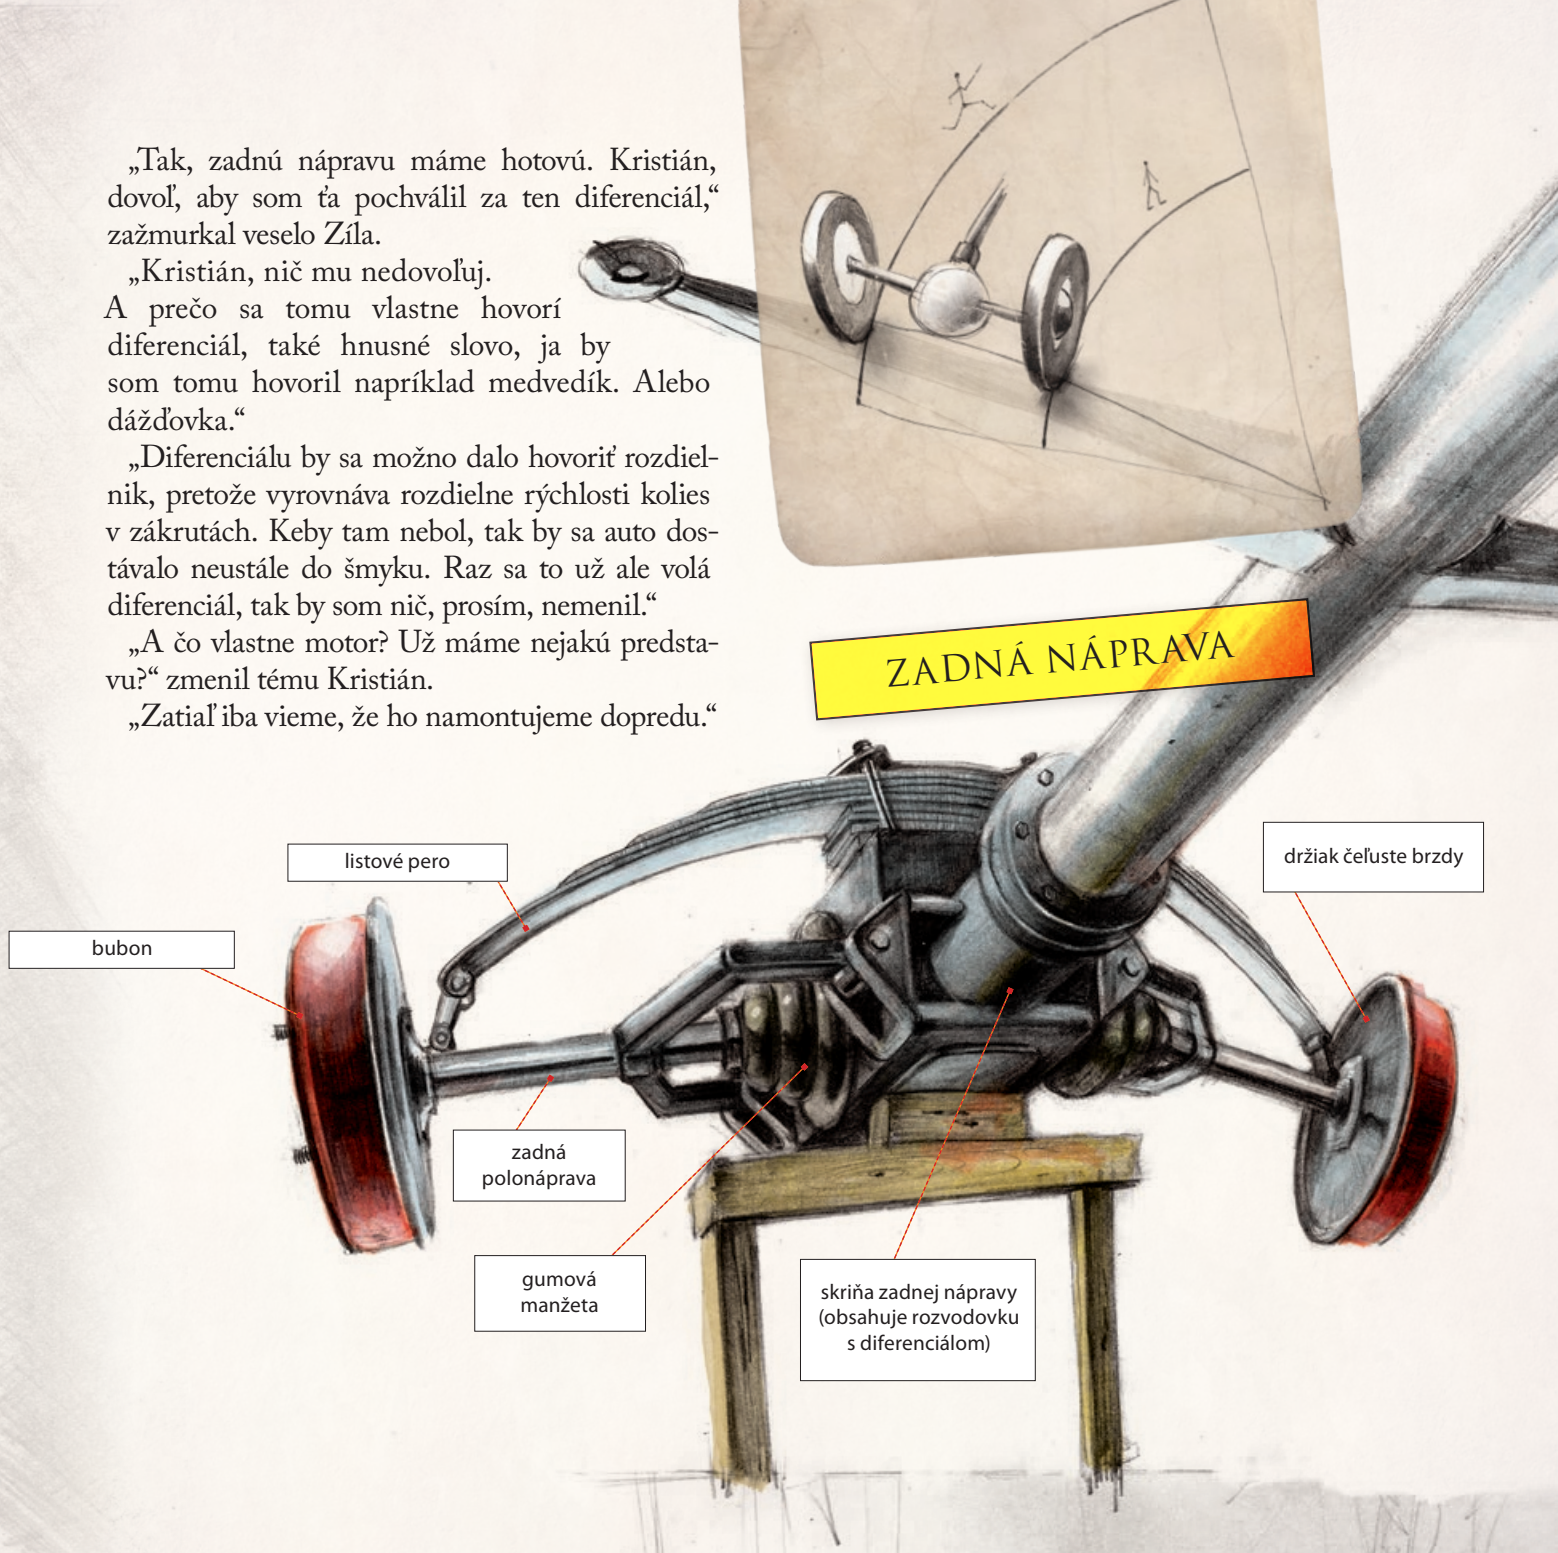 „Tak, zadnú nápravu máme hotovú. Kristián,
dovoľ, aby som ťa pochválil za ten diferenciál,“
zažmurkal veselo Zíla.
„Kristián, nič mu nedovoľuj.
A prečo sa tomu vlastne hovorí
diferenciál, také hnusné slovo, ja by
som tomu hovoril napríklad medvedík. Alebo
dážďovka.“
„Diferenciálu by sa možno dalo hovoriť rozdiel-
nik, pretože vyrovnáva rozdielne rýchlosti kolies
v zákrutách. Keby tam nebol, tak by sa auto dos-
távalo neustále do šmyku. Raz sa to už ale volá
diferenciál, tak by som nič, prosím, nemenil.“
„A čo vlastne motor? Už máme nejakú predsta-
vu?“ zmenil tému Kristián.
„Zatiaľ iba vieme, že ho namontujeme dopredu.“
ZADNÁ NÁPRAVA
listové pero
držiak čeľuste brzdy
bubon
zadná
polonáprava
gumová
manžeta
skriňa zadnej nápravy
(obsahuje rozvodovku
s diferenciálom)